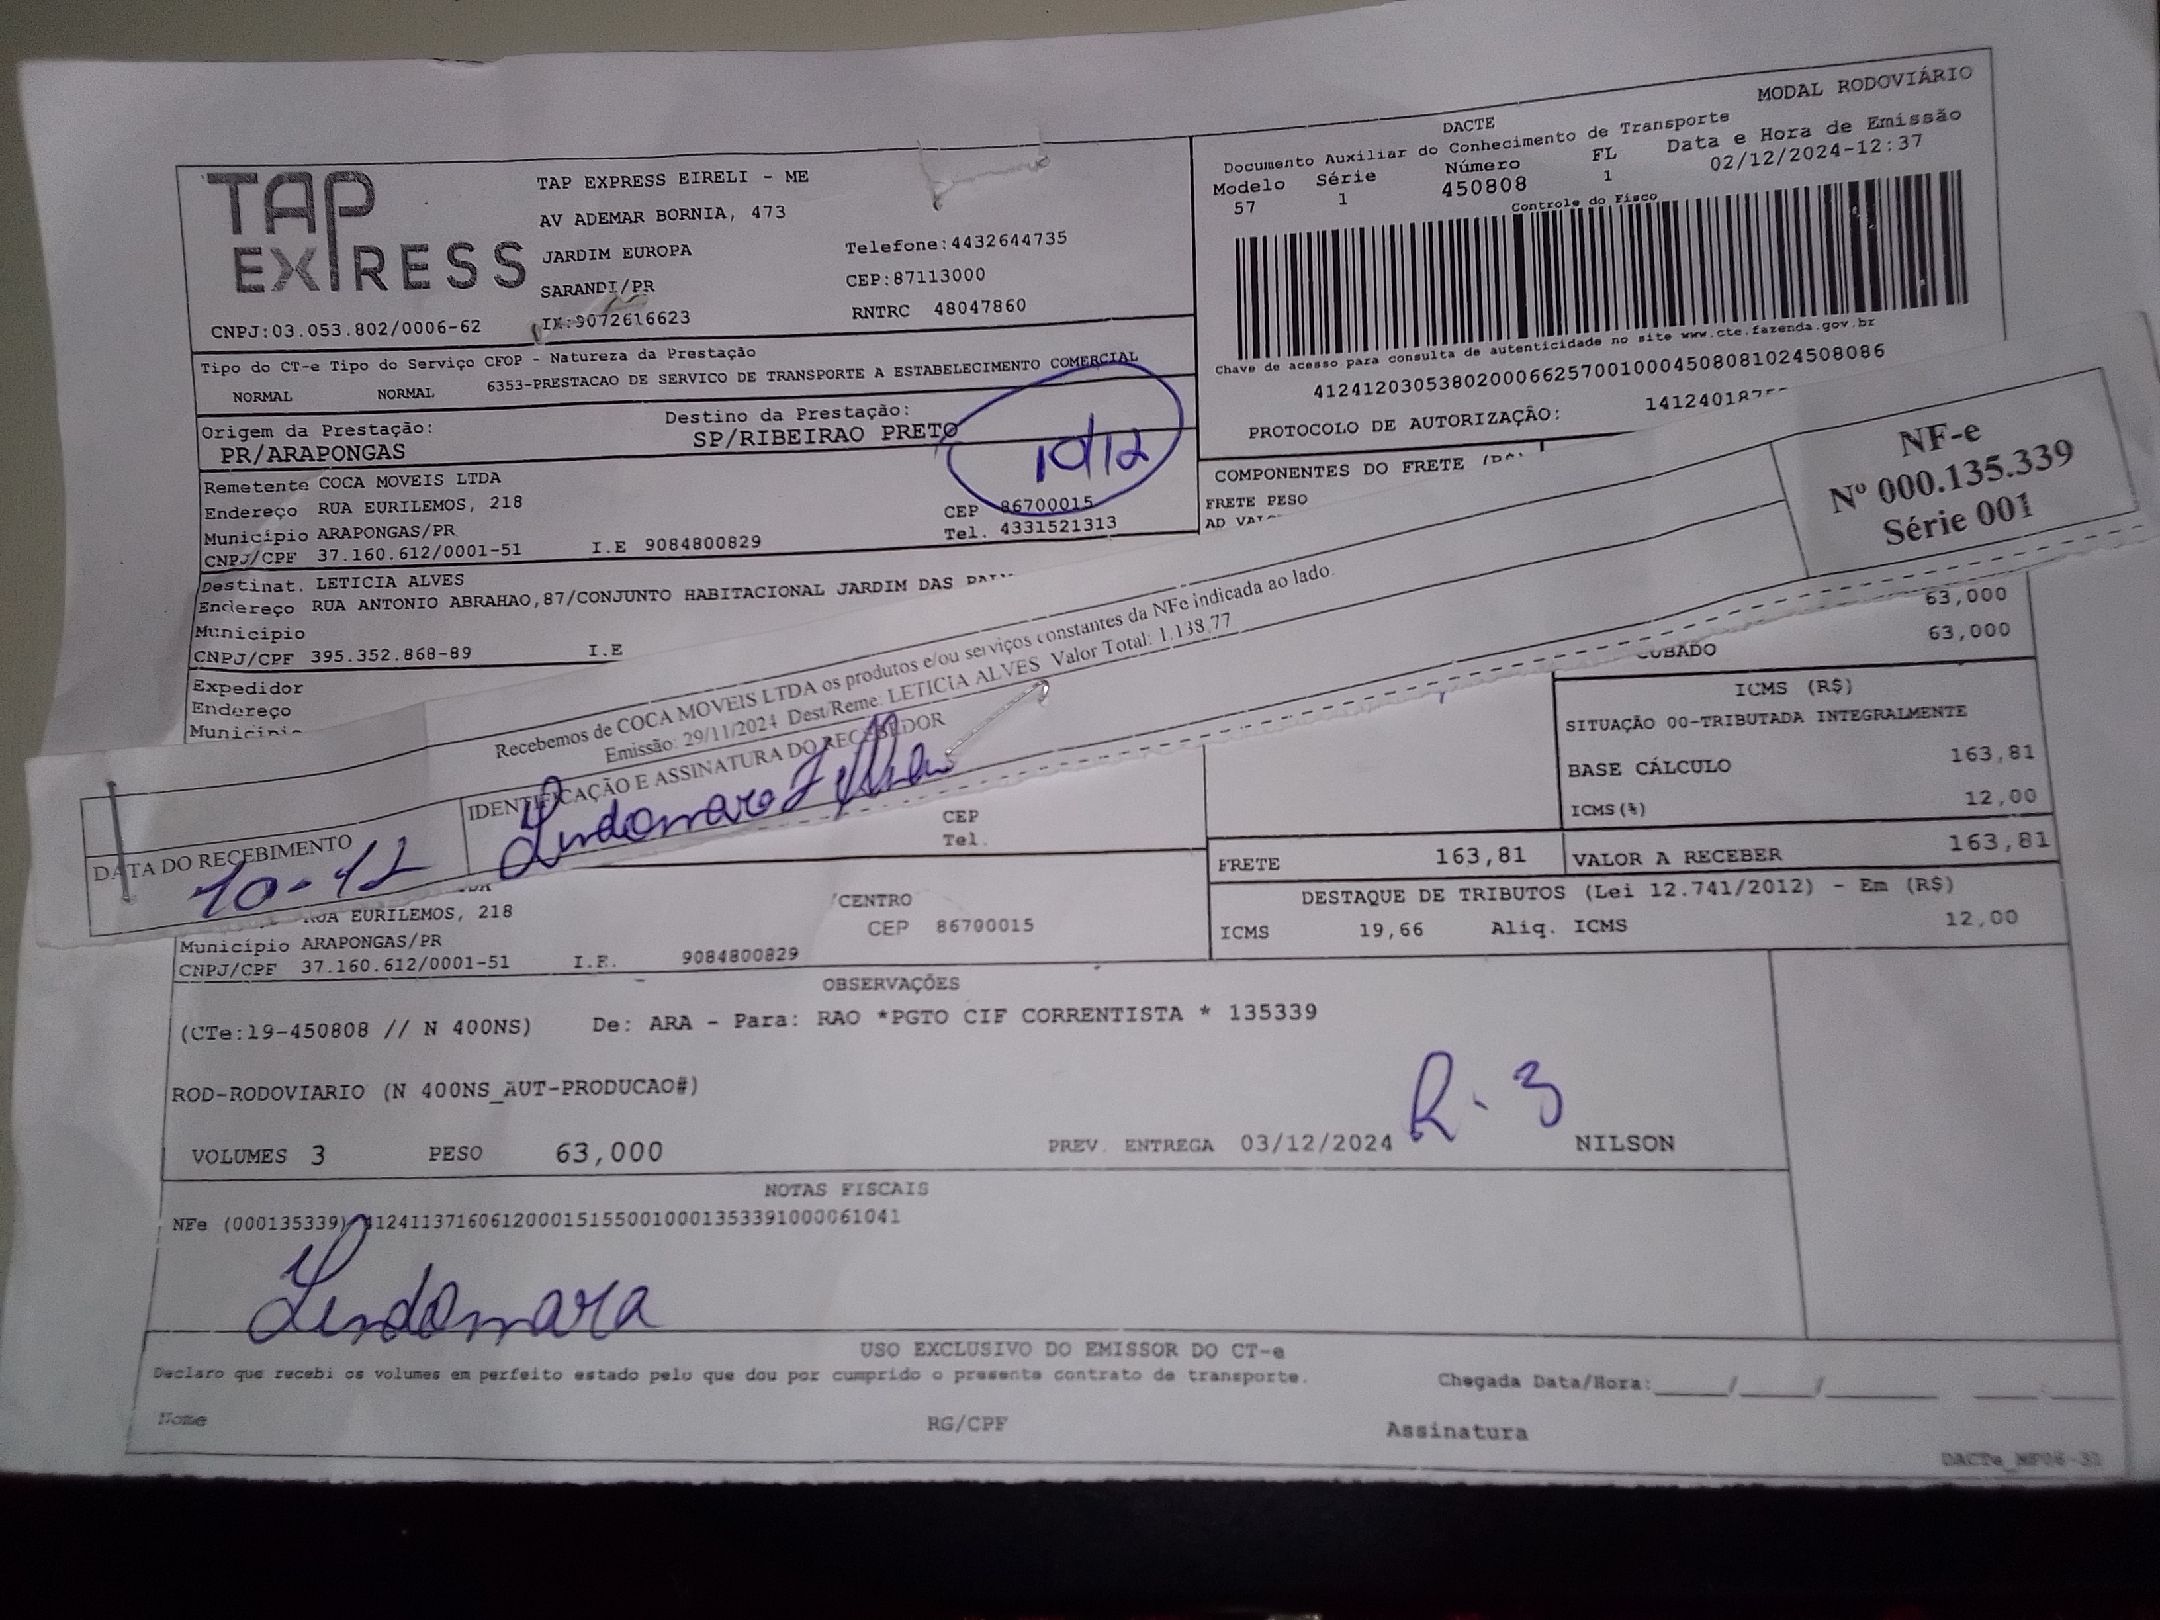 TAP
EXPRESS
TAP EXPRESS EIRELI - ME
AV ADEMAR BORNIA, 473
JARDIM EUROPA
Telefone:4432644735
SARANDI/PR
CEP:87113000
CNPJ:03.053.802/0006-62
IE:9072616623
RNTRC 48047860
MODAL RODOVIÁRIO
DACTE
Documento Auxiliar do Conhecimento de Transporte
Modelo Série Número FL Data e Hora de Emissão
57 1 450808 1 02/12/2024-12:37
Controle do Fisco
Chave de acesso para consulta de autenticidade no site www.cte.fazenda.gov.br
41241203053802000662570010004508081024508086
PROTOCOLO DE AUTORIZAÇÃO:
Tipo do CT-e Tipo do Serviço CFOP - Natureza da Prestação
NORMAL NORMAL 6353-PRESTACAO DE SERVICO DE TRANSPORTE A ESTABELECIMENTO COMERCIAL
Origem da Prestação:
PR/ARAPONGAS
Destino da Prestação:
SP/RIBEIRAO PRETO
10/12
Remetente COCA MOVEIS LTDA
Endereço RUA EURILEMOS, 218
CEP 86700015
Município ARAPONGAS/PR
Tel. 4331521313
CNPJ/CPF 37.160.612/0001-51 I.E 9084800829
COMPONENTES DO FRETE
FRETE PESO
Destinat. LETICIA ALVES
Endereço RUA ANTONIO ABRAHAO,87/CONJUNTO HABITACIONAL JARDIM DAS
Município
CNPJ/CPF 395.352.868-89 I.E
Expedidor
Endereço
Município
NF-e
Nº 000.135.339
Série 001
Recebemos de COCA MOVEIS LTDA os produtos e/ou serviços constantes da NFe indicada ao lado.
Emissão: 29/11/2024 Dest/Reme: LETICIA ALVES Valor Total: 1.138,77
DATA DO RECEBIMENTO
10-12
IDENTIFICAÇÃO E ASSINATURA DO RECEBEDOR
63,000
CUBADO 63,000
ICMS (R$)
SITUAÇÃO 00-TRIBUTADA INTEGRALMENTE
BASE CÁLCULO 163,81
ICMS(%) 12,00
CEP
Tel.
FRETE 163,81 VALOR A RECEBER 163,81
DESTAQUE DE TRIBUTOS (Lei 12.741/2012) - Em (R$)
ICMS 19,66 Aliq. ICMS 12,00
RUA EURILEMOS, 218 /CENTRO
Município ARAPONGAS/PR CEP 86700015
CNPJ/CPF 37.160.612/0001-51 I.E. 9084800829
OBSERVAÇÕES
(CTe:19-450808 // N 400NS) De: ARA - Para: RAO *PGTO CIF CORRENTISTA * 135339
ROD-RODOVIARIO (N 400NS_AUT-PRODUCAO#)
R.3
VOLUMES 3 PESO 63,000 PREV. ENTREGA 03/12/2024 NILSON
NOTAS FISCAIS
NFe (000135339) 41241137160612000151550010001353391000061041
Lindomara
USO EXCLUSIVO DO EMISSOR DO CT-e
Declaro que recebi os volumes em perfeito estado pelo que dou por cumprido o presente contrato de transporte.
Chegada Data/Hora:____/____/______ ___:___
Nome RG/CPF Assinatura